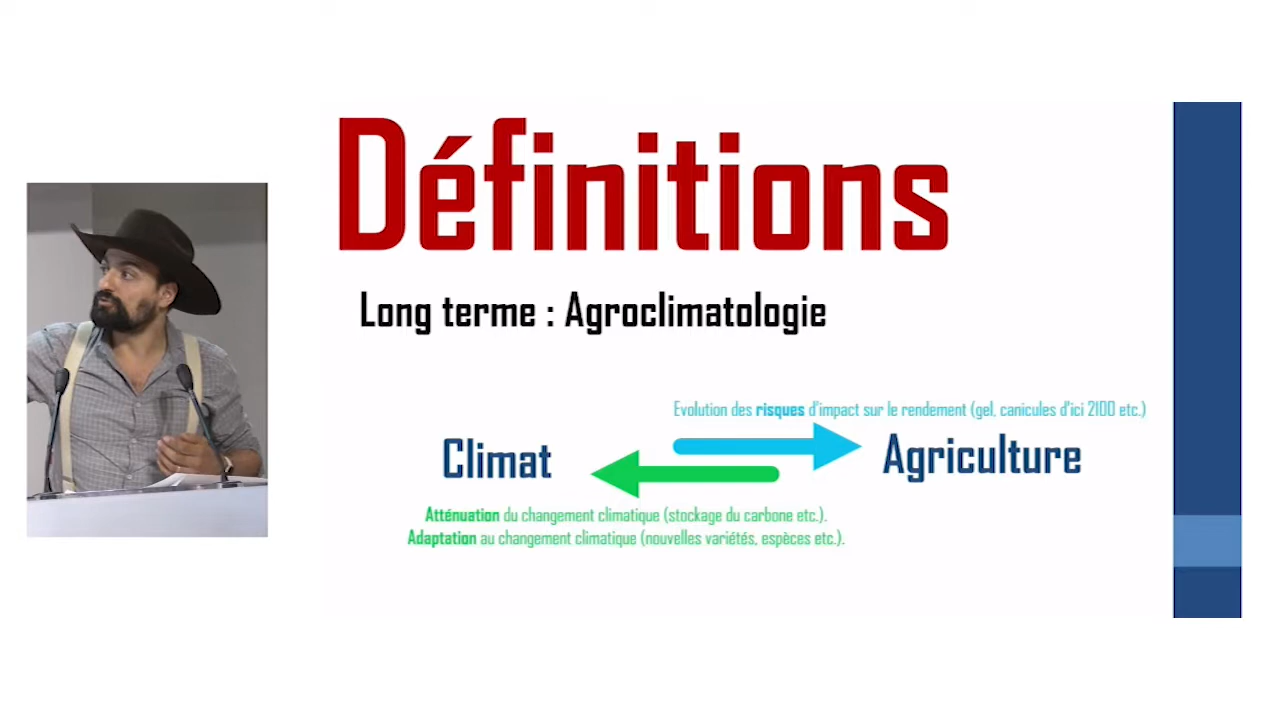 Définitions
Long terme : Agroclimatologie
Evolution des risques d'impact sur le rendement (gel, canicules d'ici 2100 etc.)
Climat
Agriculture
Atténuation du changement climatique (stockage du carbone etc.).
Adaptation au changement climatique (nouvelles variétés, espèces etc.).